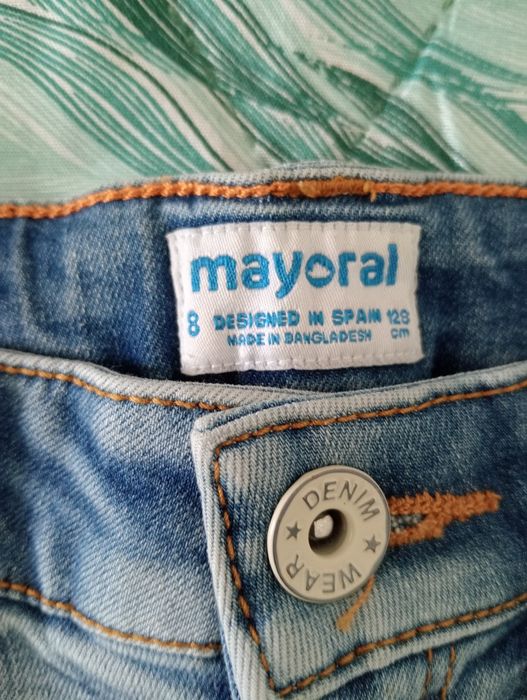 mayoral
8 DESIGNED IN SPAIN 128
MADE IN BANGLADESH cm
DENIM
★ WEAR ★